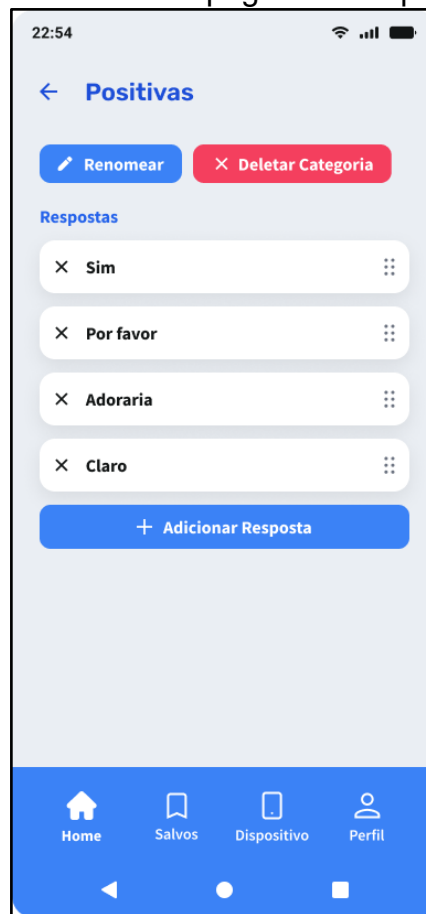 22:54
Positivas
Renomear
Deletar Categoria
Respostas
Sim
Por favor
Adoraria
Claro
Adicionar Resposta
Home Salvos Dispositivo Perfil